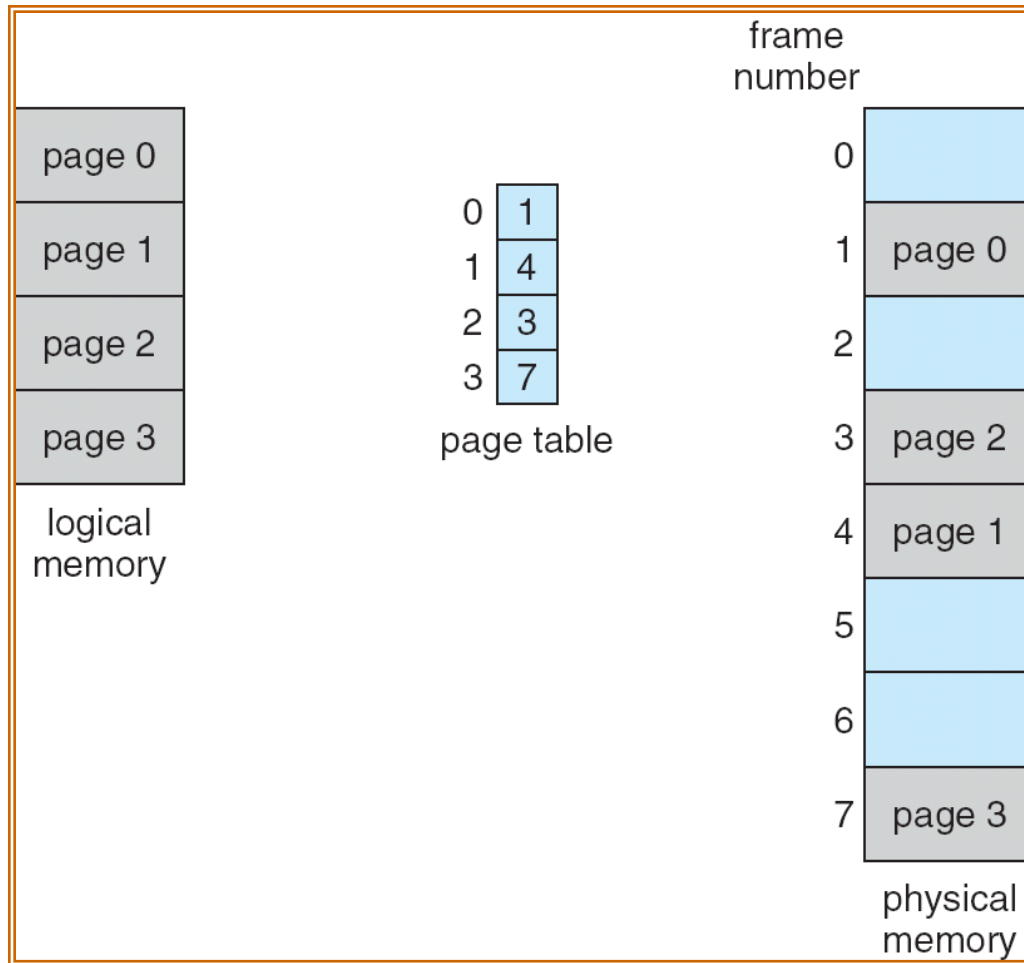 frame
number
page 0
page 1
page 2
page 3
logical
memory
0 1
1 4
2 3
3 7
page table
0
1 page 0
2
3 page 2
4 page 1
5
6
7 page 3
physical
memory